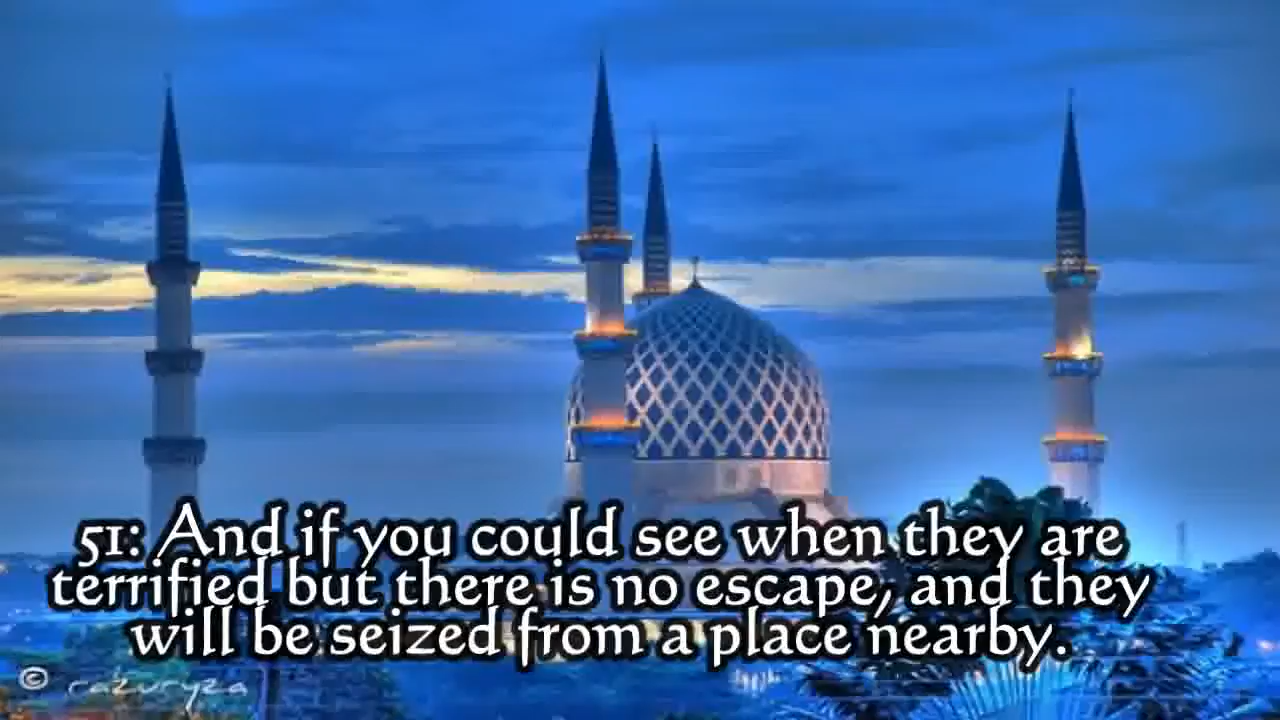 51: And if you could see when they are
terrified but there is no escape, and they
will be seized from a place nearby.
© razuryza